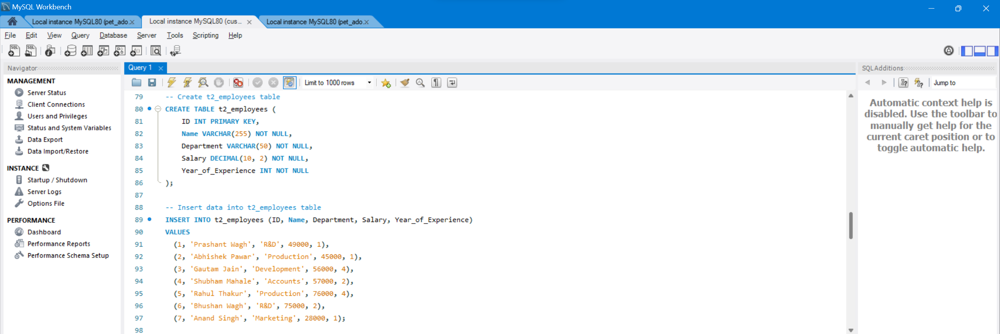 MySQL Workbench
Local instance MySQL80 (pet_ado.
Local instance MySQL80 (cus...
Local instance MySQL80 (pet_ado.
File Edit View Query Database Server Tools Scripting Help
SQL SQL
Navigator
MANAGEMENT
Server Status
Client Connections
Users and Privileges
Status and System Variables
Data Export
Data Import/Restore
INSTANCE
Startup / Shutdown
Server Logs
Options File
PERFORMANCE
Dashboard
Performance Reports
Performance Schema Setup
Query 1
Limit to 1000 rows
79 -- Create t2_employees table
80 CREATE TABLE t2_employees (
81 ID INT PRIMARY KEY,
82 Name VARCHAR(255) NOT NULL,
83 Department VARCHAR(50) NOT NULL,
84 Salary DECIMAL(10, 2) NOT NULL,
85 Year_of_Experience INT NOT NULL
86 );
87
88 -- Insert data into t2_employees table
89 INSERT INTO t2_employees (ID, Name, Department, Salary, Year_of_Experience)
90 VALUES
91 (1, 'Prashant Wagh', 'R&D', 49000, 1),
92 (2, 'Abhishek Pawar', 'Production', 45000, 1),
93 (3, 'Gautam Jain', 'Development', 56000, 4),
94 (4, 'Shubham Mahale', 'Accounts', 57000, 2),
95 (5, 'Rahul Thakur', 'Production', 76000, 4),
96 (6, 'Bhushan Wagh', 'R&D', 75000, 2),
97 (7, 'Anand Singh', 'Marketing', 28000, 1);
98
SQLAdditions
Jump to
Automatic context help is
disabled. Use the toolbar to
manually get help for the
current caret position or to
toggle automatic help.